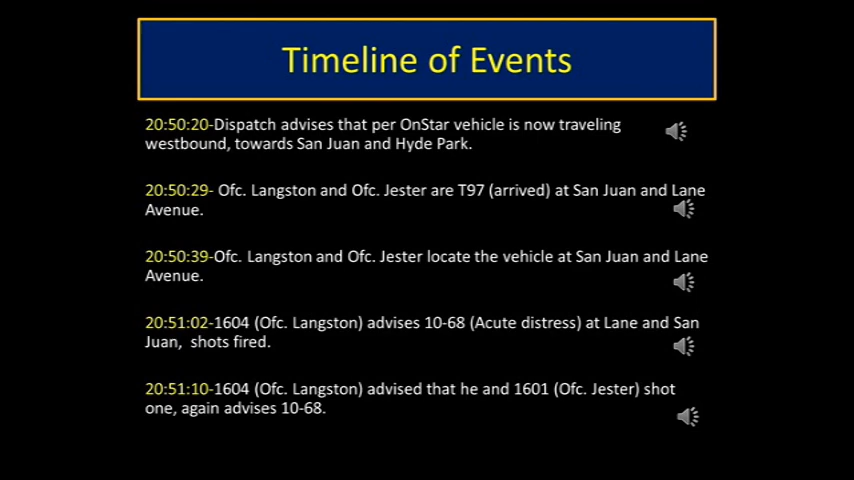 Timeline of Events
20:50:20-Dispatch advises that per OnStar vehicle is now traveling
westbound, towards San Juan and Hyde Park.
20:50:29- Ofc. Langston and Ofc. Jester are T97 (arrived) at San Juan and Lane
Avenue.
20:50:39-Ofc. Langston and Ofc. Jester locate the vehicle at San Juan and Lane
Avenue.
20:51:02-1604 (Ofc. Langston) advises 10-68 (Acute distress) at Lane and San
Juan, shots fired.
20:51:10-1604 (Ofc. Langston) advised that he and 1601 (Ofc. Jester) shot
one, again advises 10-68.